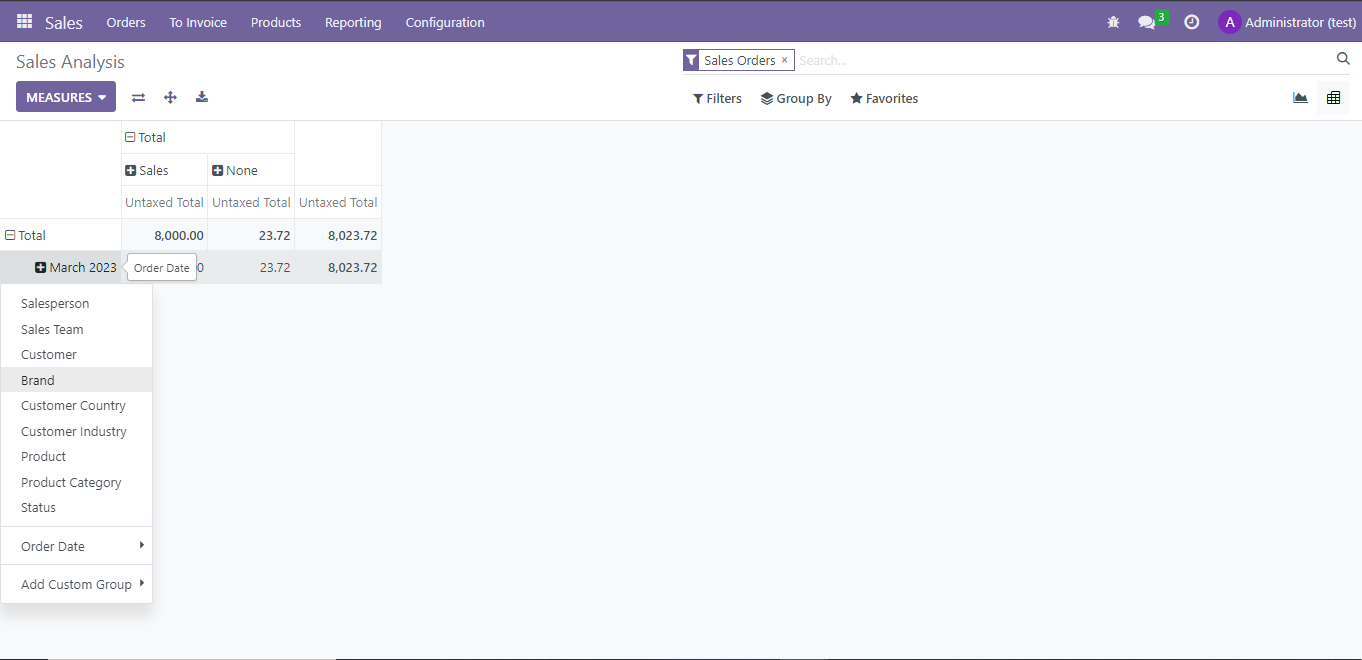 Sales Orders To Invoice Products Reporting Configuration 3 A Administrator (test)
Sales Analysis Sales Orders × Search...
MEASURES Filters Group By Favorites
Total
Sales None
Untaxed Total Untaxed Total Untaxed Total
Total 8,000.00 23.72 8,023.72
March 2023 Order Date 0 23.72 8,023.72
Salesperson
Sales Team
Customer
Brand
Customer Country
Customer Industry
Product
Product Category
Status
Order Date
Add Custom Group